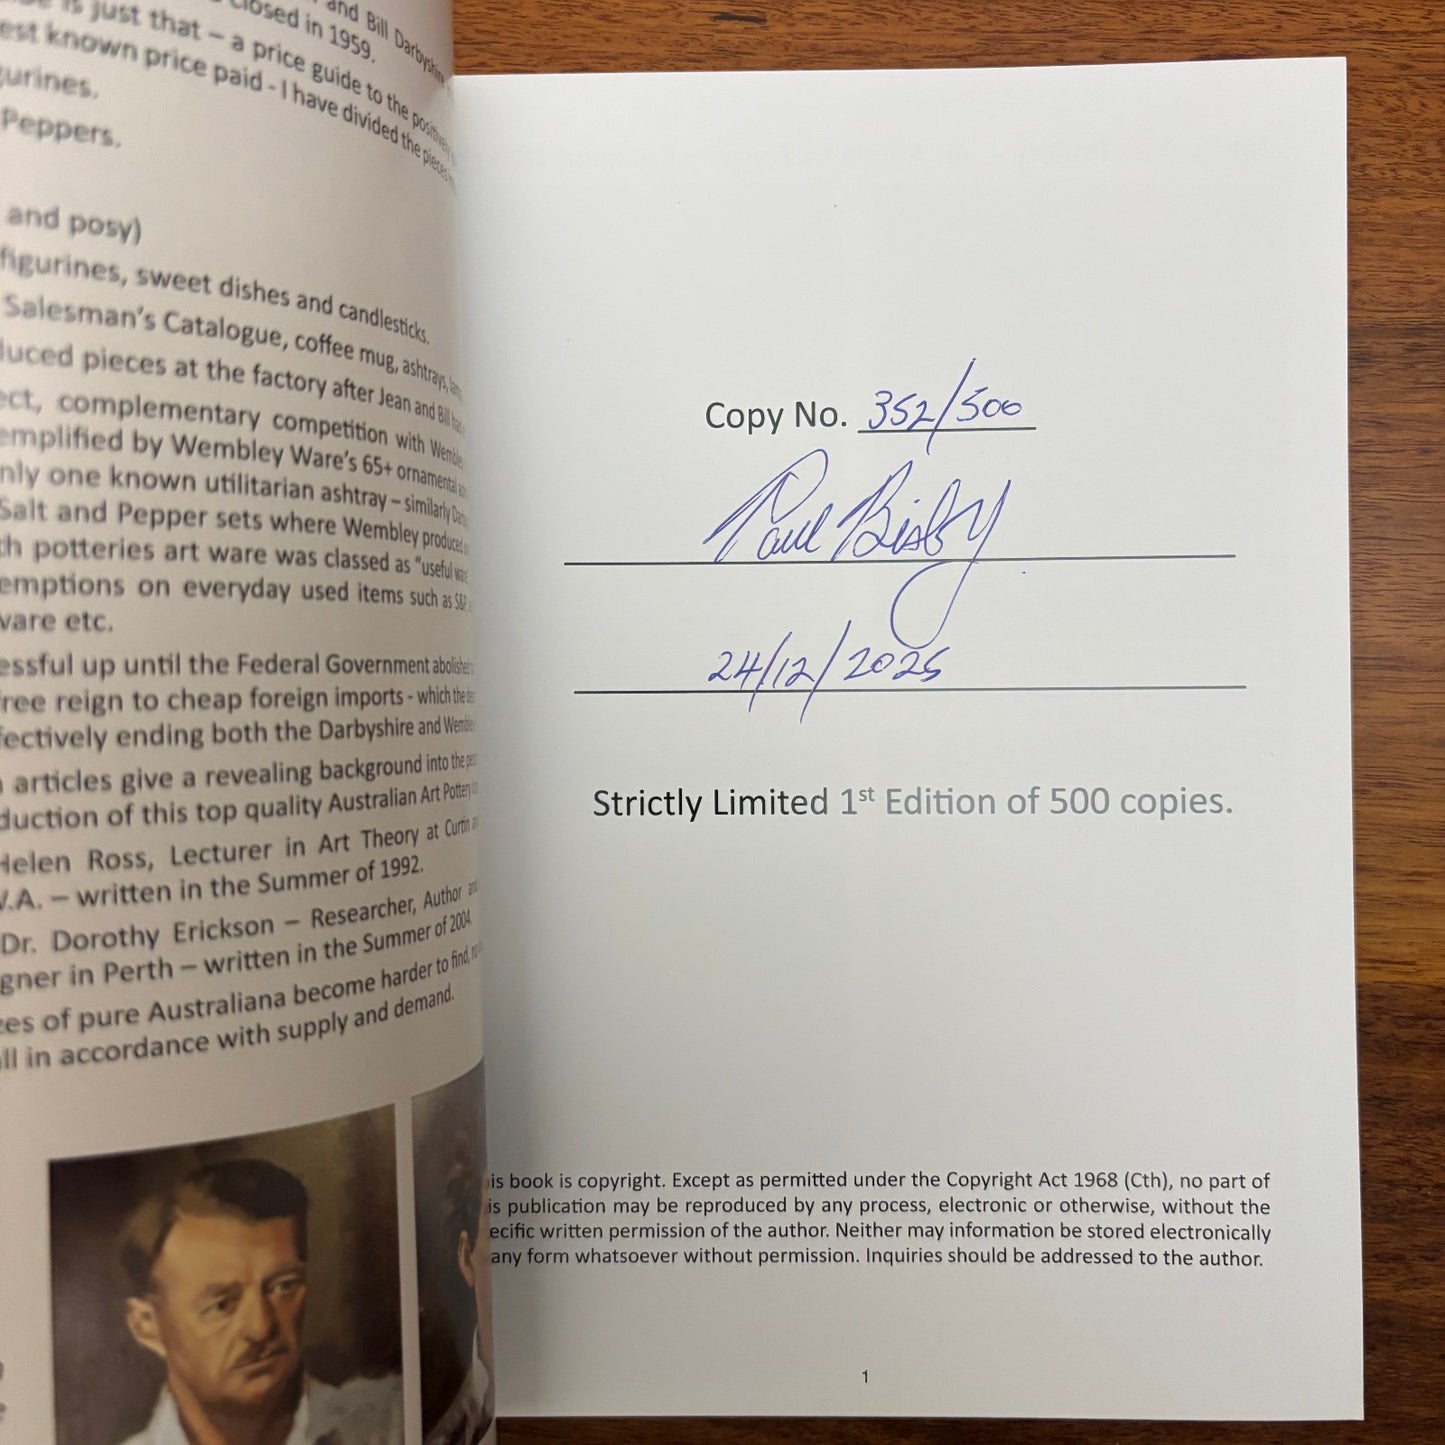 and Bill Darbyshire
closed in 1959.
is just that – a price guide to the positively
est known price paid - I have divided the pieces
gurines.
Peppers.
and posy)
figurines, sweet dishes and candlesticks.
Salesman's Catalogue, coffee mug, ashtrays,
duced pieces at the factory after Jean and Bill had
ect, complementary competition with Wembley
emplified by Wembley Ware's 65+ ornamental
nly one known utilitarian ashtray – similarly
Salt and Pepper sets where Wembley produced
th potteries art ware was classed as "useful
emptions on everyday used items such as S&P
ware etc.
essful up until the Federal Government abolished
free reign to cheap foreign imports - which the
fectively ending both the Darbyshire and
articles give a revealing background into the
duction of this top quality Australian Art Pottery
Helen Ross, Lecturer in Art Theory at Curtin
W.A. – written in the Summer of 1992.
Dr. Dorothy Erickson – Researcher, Author
gner in Perth – written in the Summer of 2004.
es of pure Australiana become harder to find,
all in accordance with supply and demand.
Copy No. 352/500
Paul Bisby
24/12/2025
Strictly Limited 1st Edition of 500 copies.
is book is copyright. Except as permitted under the Copyright Act 1968 (Cth), no part of
is publication may be reproduced by any process, electronic or otherwise, without the
ecific written permission of the author. Neither may information be stored electronically
any form whatsoever without permission. Inquiries should be addressed to the author.
1